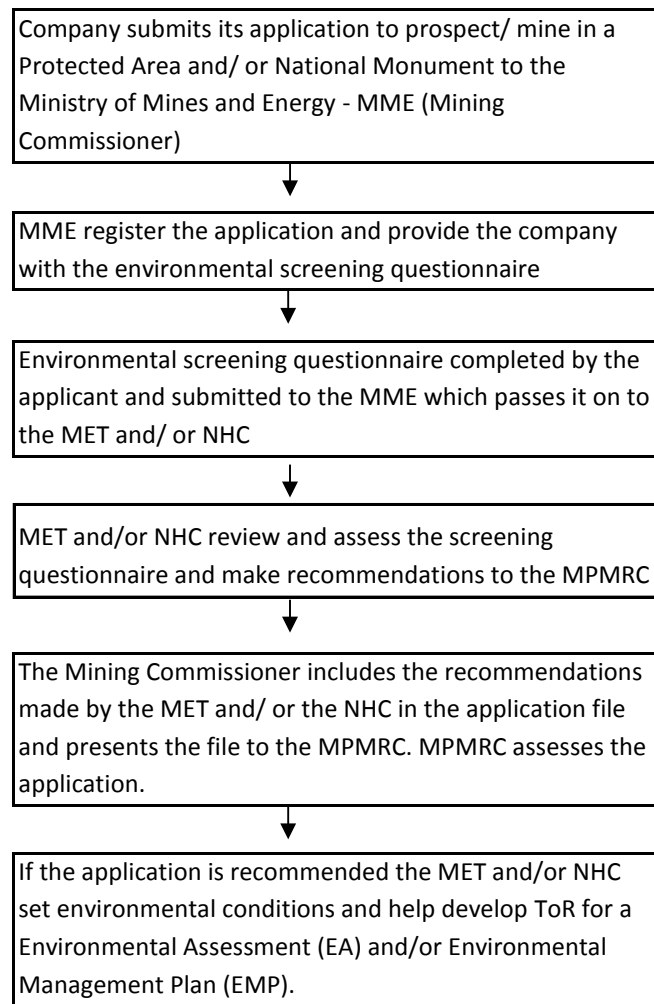 Company submits its application to prospect/ mine in a
Protected Area and/ or National Monument to the
Ministry of Mines and Energy - MME (Mining
Commissioner)
MME register the application and provide the company
with the environmental screening questionnaire
Environmental screening questionnaire completed by the
applicant and submitted to the MME which passes it on to
the MET and/ or NHC
MET and/or NHC review and assess the screening
questionnaire and make recommendations to the MPMRC
The Mining Commissioner includes the recommendations
made by the MET and/ or the NHC in the application file
and presents the file to the MPMRC. MPMRC assesses the
application.
If the application is recommended the MET and/or NHC
set environmental conditions and help develop ToR for a
Environmental Assessment (EA) and/or Environmental
Management Plan (EMP).